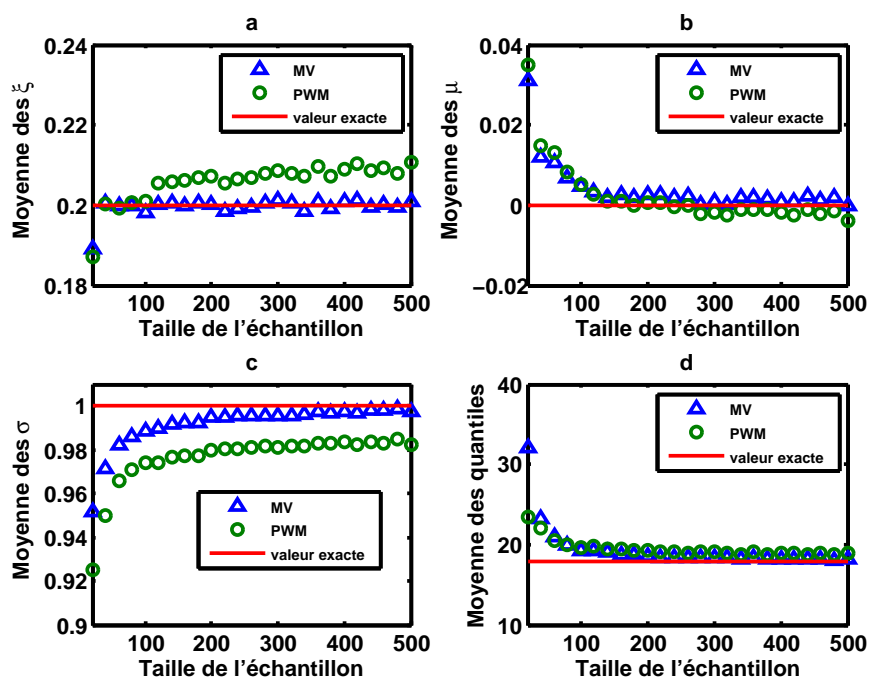 a
Moyenne des ξ
0.24
0.22
0.2
0.18
MV
PWM
valeur exacte
100 200 300 400 500
Taille de l'échantillon
b
Moyenne des μ
0.04
0.02
0
−0.02
MV
PWM
valeur exacte
100 200 300 400 500
Taille de l'échantillon
c
Moyenne des σ
1
0.98
0.96
0.94
0.92
0.9
MV
PWM
valeur exacte
100 200 300 400 500
Taille de l'échantillon
d
Moyenne des quantiles
40
30
20
10
MV
PWM
valeur exacte
100 200 300 400 500
Taille de l'échantillon